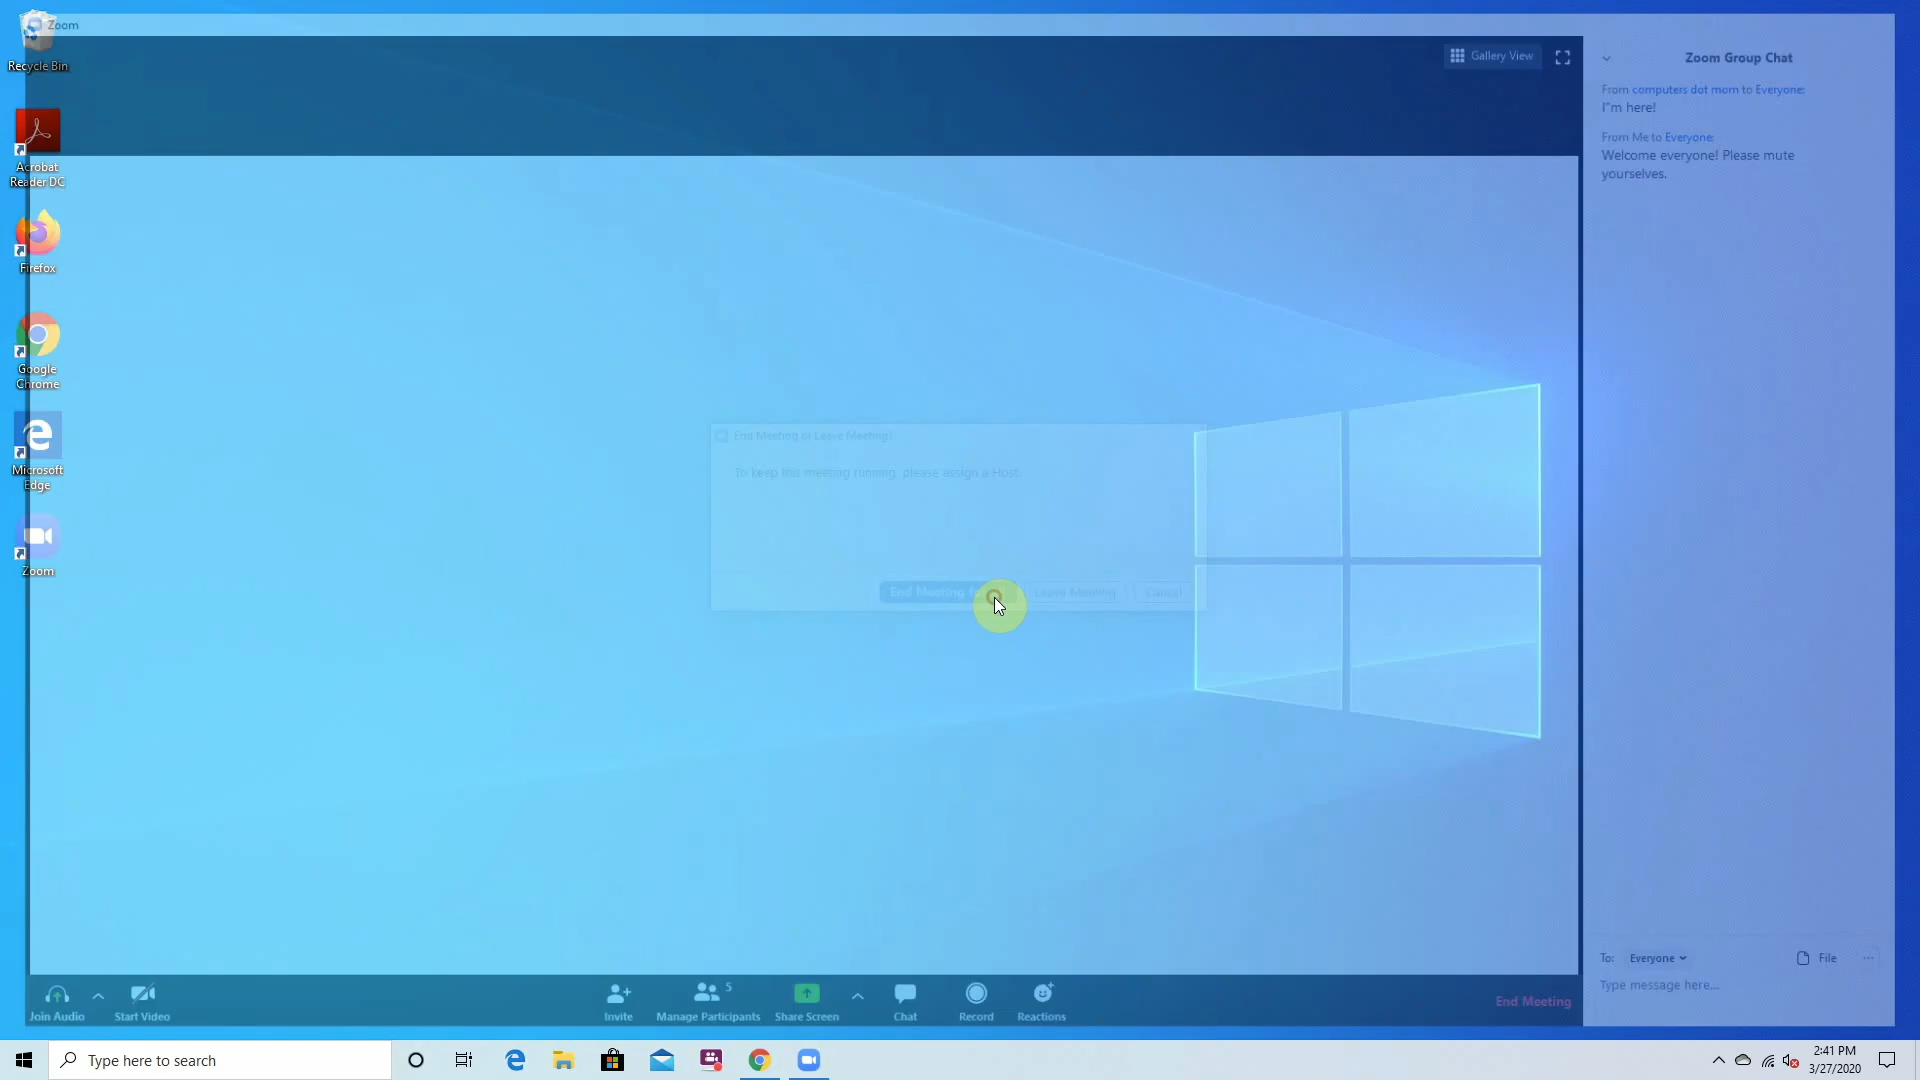 Zoom
Recycle Bin
Acrobat
Reader DC
Firefox
Google
Chrome
Microsoft
Edge
Zoom
Gallery View
Zoom Group Chat
From computers dot mom to Everyone:
I"m here!
From Me to Everyone:
Welcome everyone! Please mute
yourselves.
End Meeting or Leave Meeting?
To keep this meeting running, please assign a Host.
End Meeting
Leave Meeting
Cancel
To: Everyone
File
Type message here...
Join Audio
Start Video
Invite
5
Manage Participants
Share Screen
Chat
Record
Reactions
End Meeting
Type here to search
2:41 PM
3/27/2020